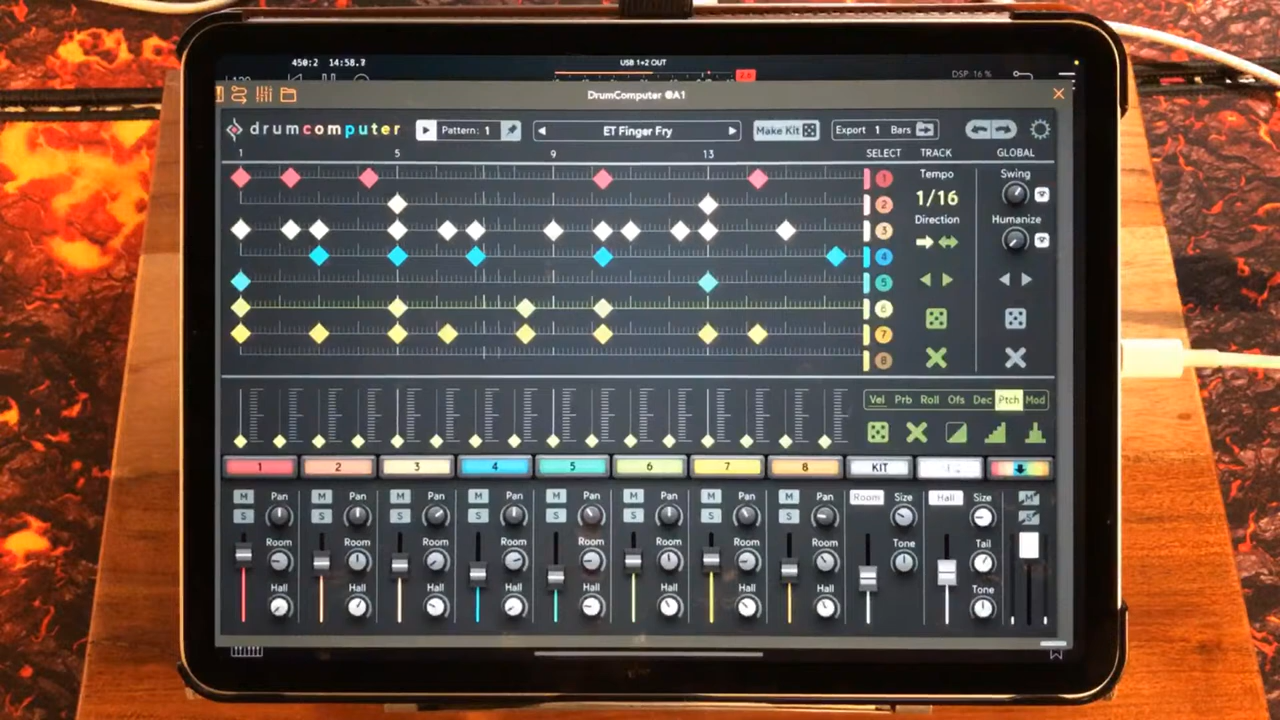 450:2 14:58.7 USB 1+2 OUT
DSP: 16 %
DrumComputer @A1
drumcomputer Pattern: 1 ET Finger Fry Make Kit Export 1 Bars
1 5 9 13 SELECT TRACK GLOBAL
1 Tempo Swing
2 1/16
3 Direction Humanize
4
5
6
7
8
Vel Prb Roll Ofs Dec Ptch Mod
1 2 3 4 5 6 7 8 KIT
M Pan M Pan M Pan M Pan M Pan M Pan M Pan M Pan Room Size Hall Size M
S S S S S S S S S
Room Room Room Room Room Room Room Room Tone Tail
Hall Hall Hall Hall Hall Hall Hall Hall Tone